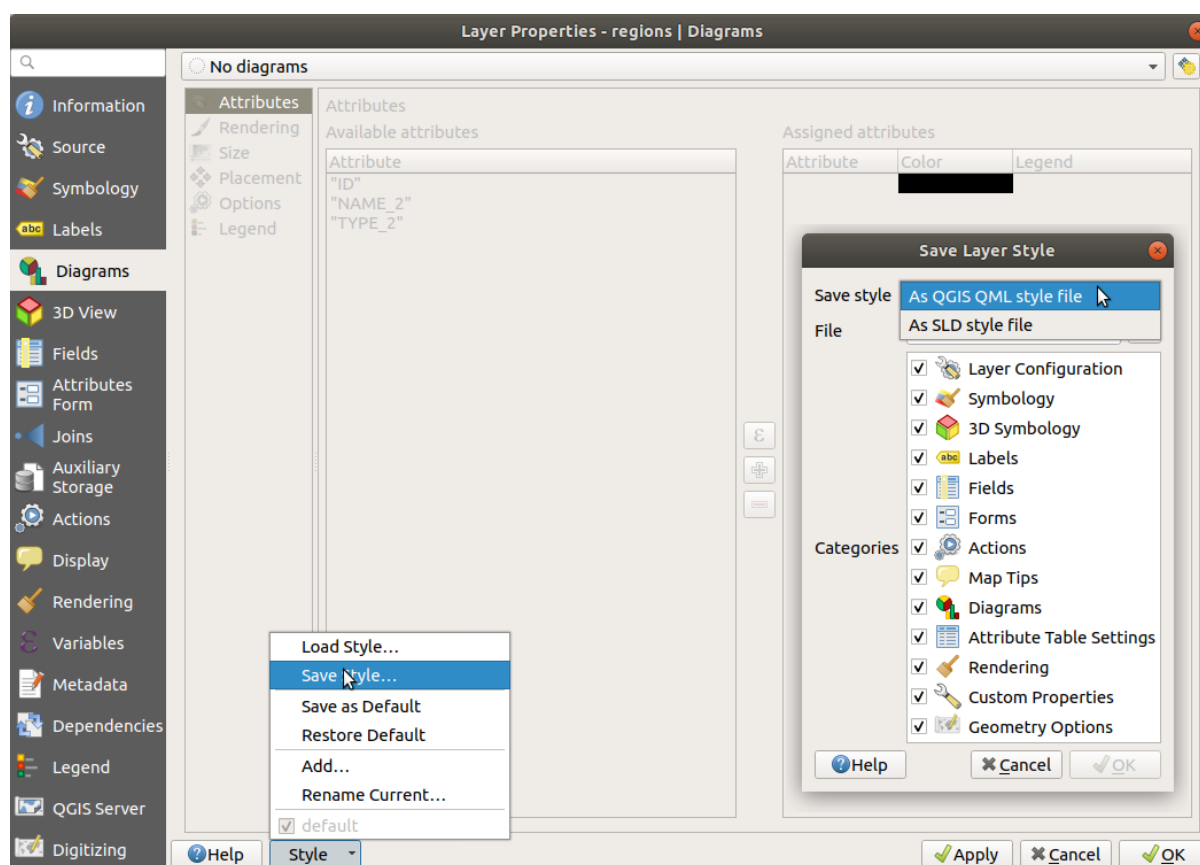 Layer Properties - regions | Diagrams
No diagrams
Information
Source
Symbology
abc Labels
Diagrams
3D View
Fields
Attributes
Form
Joins
Auxiliary
Storage
Actions
Display
Rendering
Variables
Metadata
Dependencies
Legend
QGIS Server
Digitizing
Attributes
Rendering
Size
Placement
Options
Legend
Attributes
Available attributes
Attribute
"ID"
"NAME_2"
"TYPE_2"
ε
Assigned attributes
Attribute Color Legend
Save Layer Style
Save style As QGIS QML style file
As SLD style file
File
Categories
Layer Configuration
Symbology
3D Symbology
abc Labels
Fields
Forms
Actions
Map Tips
Diagrams
Attribute Table Settings
Rendering
Custom Properties
Geometry Options
Help Cancel OK
Load Style...
Save Style...
Save as Default
Restore Default
Add...
Rename Current...
default
Help Style Apply Cancel OK